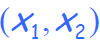 (x₁, x₂)